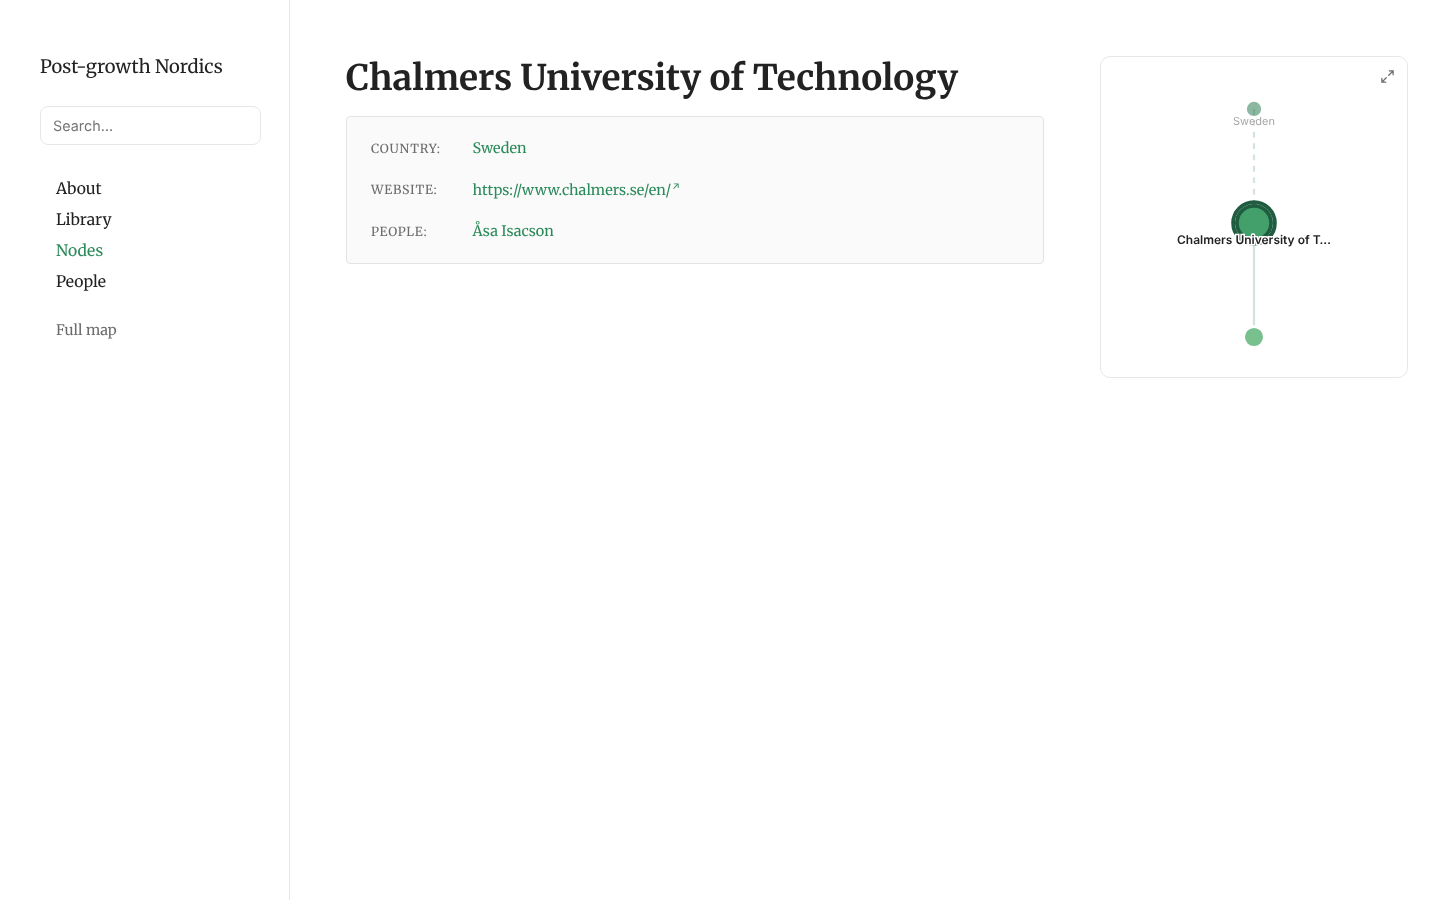 Post-growth Nordics
Search...
About
Library
Nodes
People
Full map
Chalmers University of Technology
COUNTRY: Sweden
WEBSITE: https://www.chalmers.se/en/↗
PEOPLE: Åsa Isacson
Sweden
Chalmers University of T...